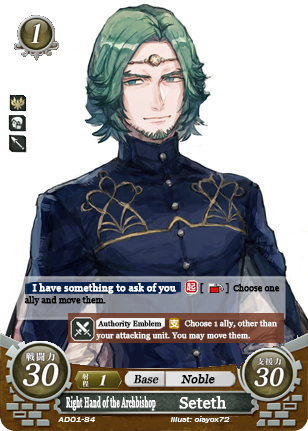 1
I have something to ask of you 起 [ ] Choose one
ally and move them.
Authority Emblem 支 Choose 1 ally, other than
your attacking unit. You may move them.
戦闘力
30
射程 1
Base
Noble
支援力
30
Right Hand of the Archbishop
Seteth
AD01-84
Illust: oisyox72